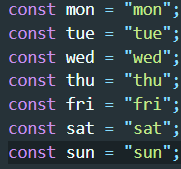 const mon = "mon";
const tue = "tue";
const wed = "wed";
const thu = "thu";
const fri = "fri";
const sat = "sat";
const sun = "sun";